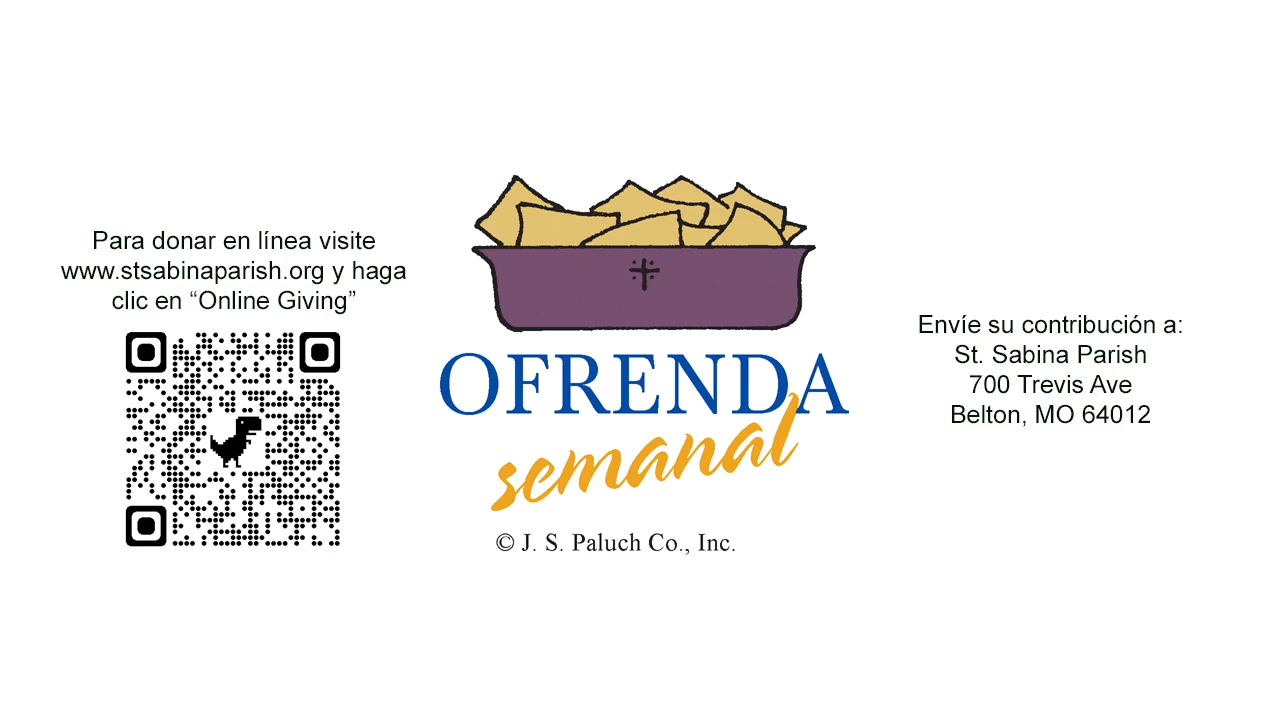 Para donar en línea visite
www.stsabinaparish.org y haga
clic en “Online Giving”
OFRENDA
semanal
© J. S. Paluch Co., Inc.
Envíe su contribución a:
St. Sabina Parish
700 Trevis Ave
Belton, MO 64012